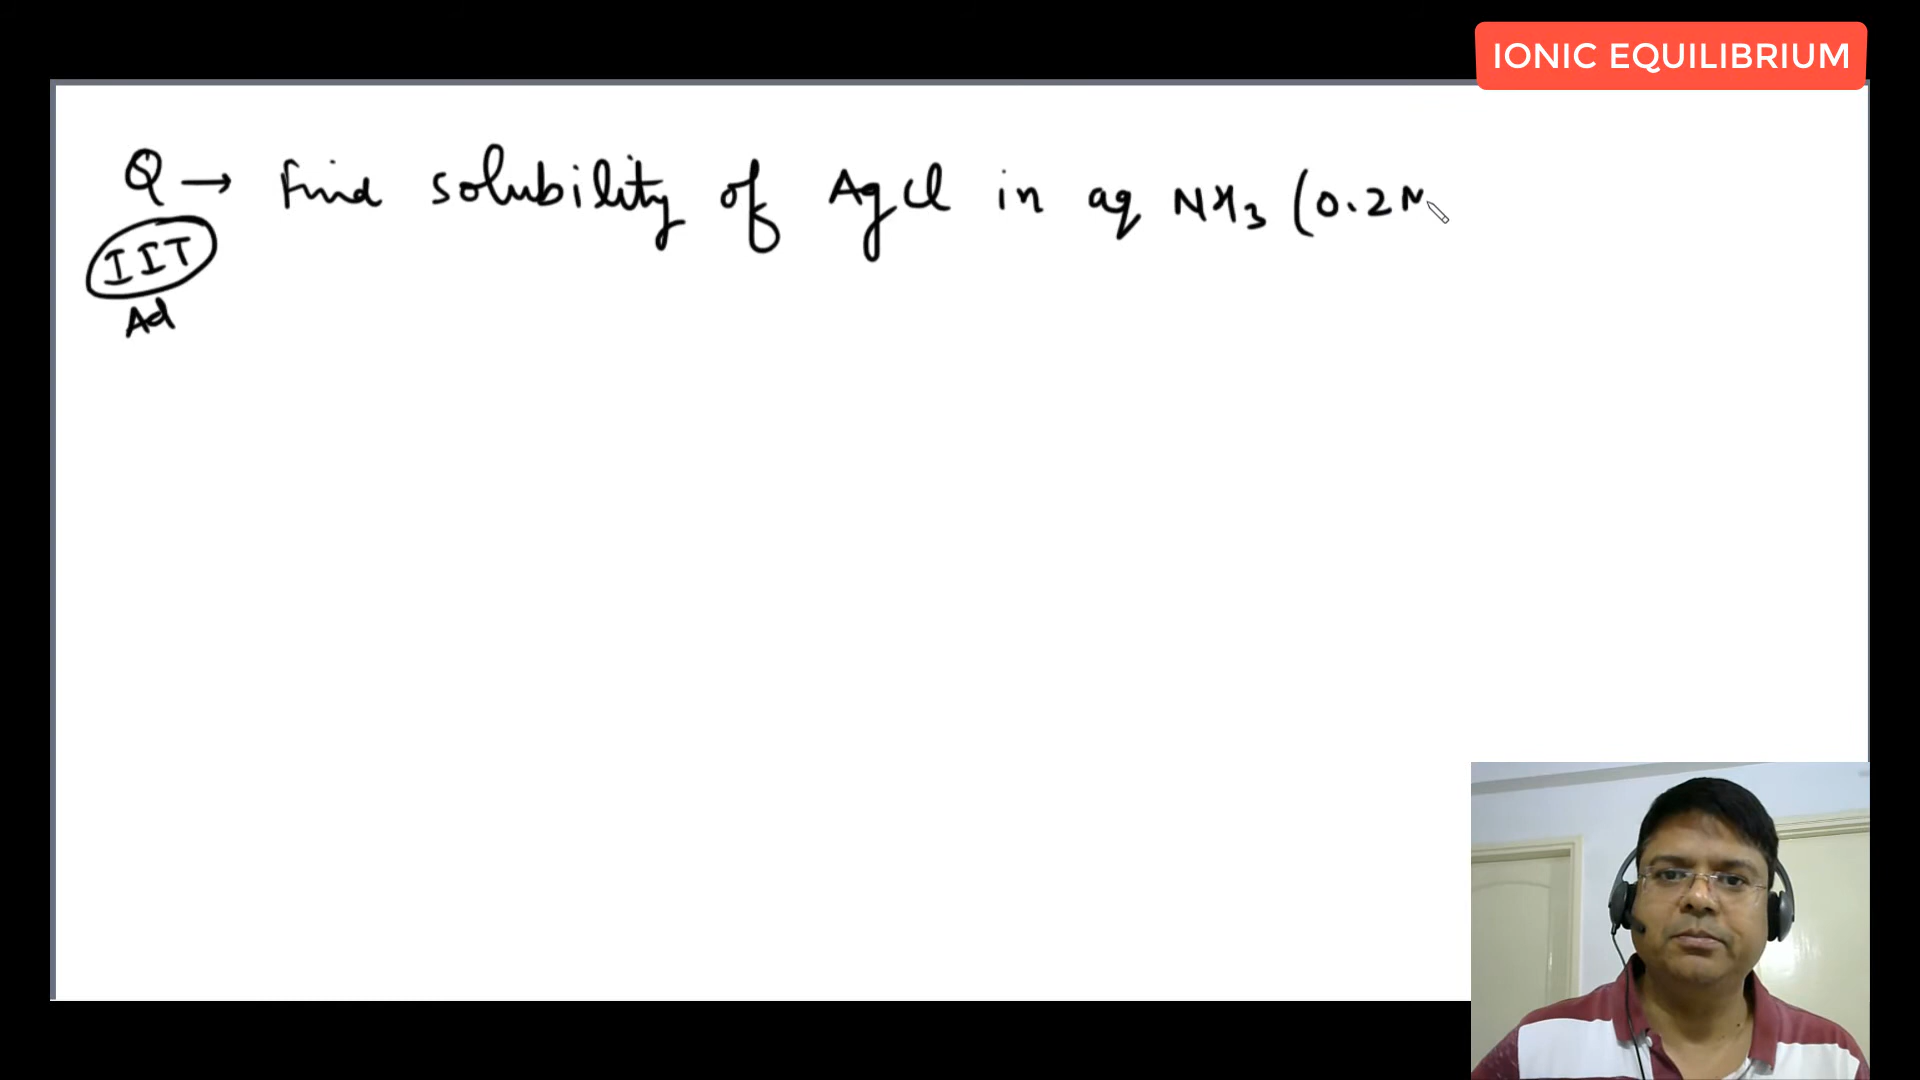 IONIC EQUILIBRIUM
Q → Find solubility of AgCl in aq NH3 (0.2M
IIT
Ad